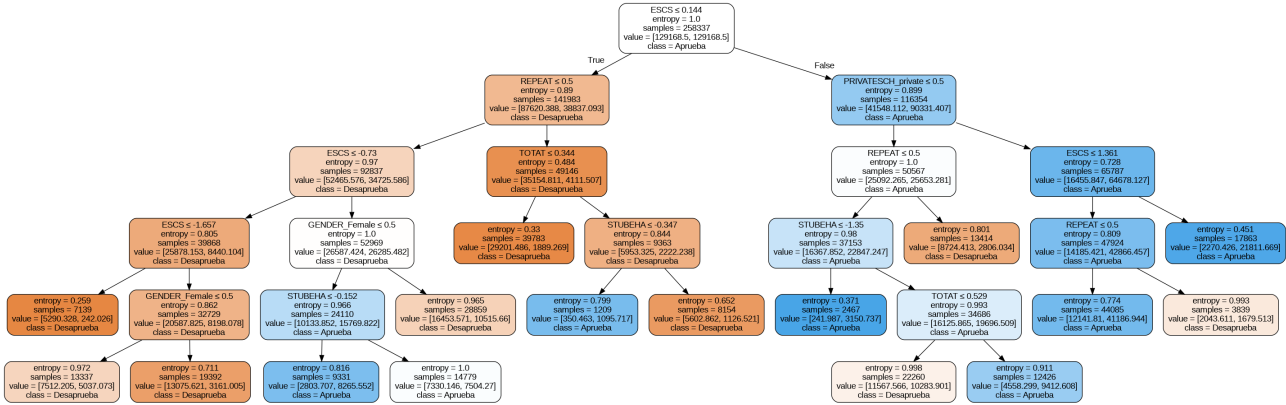 ESCS ≤ 0.144
entropy = 1.0
samples = 258337
value = [129168.5, 129168.5]
class = Aprueba
True
False
REPEAT ≤ 0.5
entropy = 0.89
samples = 141983
value = [87620.388, 38837.093]
class = Desaprueba
PRIVATESCH_private ≤ 0.5
entropy = 0.899
samples = 116354
value = [41548.112, 90331.407]
class = Aprueba
ESCS ≤ -0.73
entropy = 0.97
samples = 92837
value = [52465.576, 34725.586]
class = Desaprueba
TOTAT ≤ 0.344
entropy = 0.484
samples = 49146
value = [35154.811, 4111.507]
class = Desaprueba
REPEAT ≤ 0.5
entropy = 1.0
samples = 50567
value = [25092.265, 25653.281]
class = Aprueba
ESCS ≤ 1.361
entropy = 0.728
samples = 65787
value = [16455.847, 64678.127]
class = Aprueba
ESCS ≤ -1.657
entropy = 0.805
samples = 39868
value = [25878.153, 8440.104]
class = Desaprueba
GENDER_Female ≤ 0.5
entropy = 1.0
samples = 52969
value = [26587.424, 26285.482]
class = Desaprueba
entropy = 0.33
samples = 39783
value = [29201.486, 1889.269]
class = Desaprueba
STUBEHA ≤ -0.347
entropy = 0.844
samples = 9363
value = [5953.325, 2222.238]
class = Desaprueba
STUBEHA ≤ -1.35
entropy = 0.98
samples = 37153
value = [16367.852, 22847.247]
class = Aprueba
entropy = 0.801
samples = 13414
value = [8724.413, 2806.034]
class = Desaprueba
REPEAT ≤ 0.5
entropy = 0.809
samples = 47924
value = [14185.421, 42866.457]
class = Aprueba
entropy = 0.451
samples = 17863
value = [2270.426, 21811.669]
class = Aprueba
entropy = 0.259
samples = 7139
value = [5290.328, 242.026]
class = Desaprueba
GENDER_Female ≤ 0.5
entropy = 0.862
samples = 32729
value = [20587.825, 8198.078]
class = Desaprueba
STUBEHA ≤ -0.152
entropy = 0.966
samples = 24110
value = [10133.852, 15769.822]
class = Aprueba
entropy = 0.965
samples = 28859
value = [16453.571, 10515.66]
class = Desaprueba
entropy = 0.799
samples = 1209
value = [350.463, 1095.717]
class = Aprueba
entropy = 0.652
samples = 8154
value = [5602.862, 1126.521]
class = Desaprueba
entropy = 0.371
samples = 2467
value = [241.987, 3150.737]
class = Aprueba
TOTAT ≤ 0.529
entropy = 0.993
samples = 34686
value = [16125.865, 19696.509]
class = Aprueba
entropy = 0.774
samples = 44085
value = [12141.81, 41186.944]
class = Aprueba
entropy = 0.993
samples = 3839
value = [2043.611, 1679.513]
class = Desaprueba
entropy = 0.972
samples = 13337
value = [7512.205, 5037.073]
class = Desaprueba
entropy = 0.711
samples = 19392
value = [13075.621, 3161.005]
class = Desaprueba
entropy = 0.816
samples = 9331
value = [2803.707, 8265.552]
class = Aprueba
entropy = 1.0
samples = 14779
value = [7330.146, 7504.27]
class = Aprueba
entropy = 0.998
samples = 22260
value = [11567.566, 10283.901]
class = Desaprueba
entropy = 0.911
samples = 12426
value = [4558.299, 9412.608]
class = Aprueba